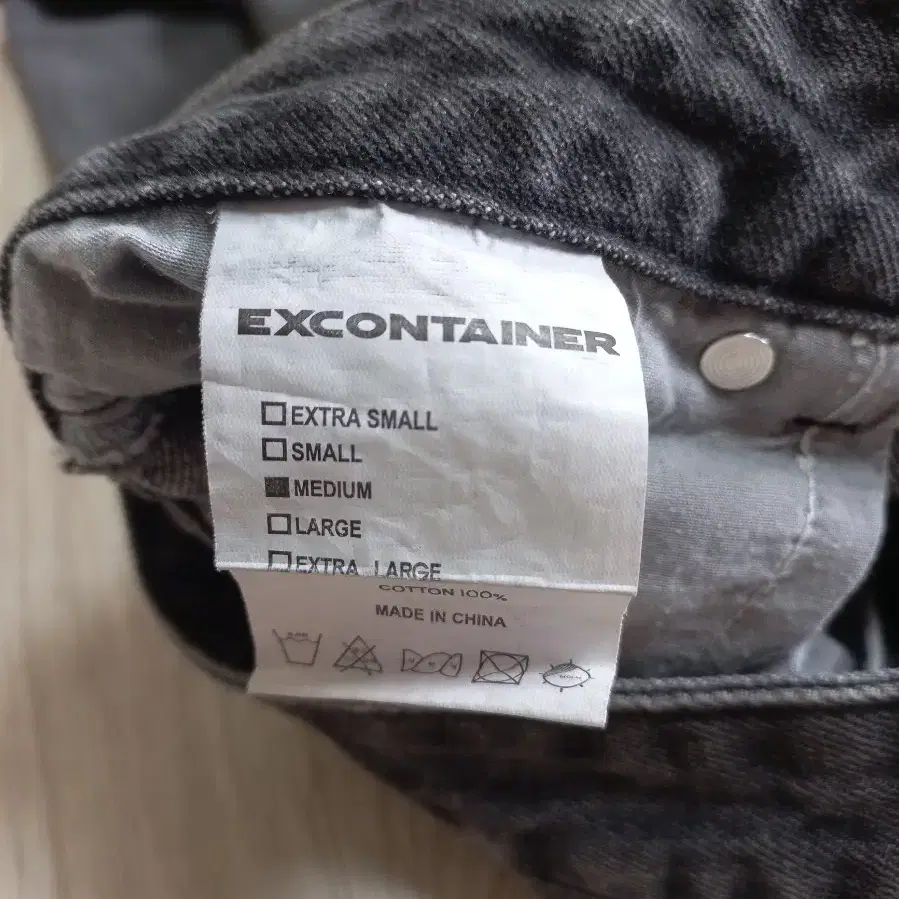 EXCONTAINER
EXTRA SMALL
SMALL
MEDIUM
LARGE
EXTRA LARGE
COTTON 100%
MADE IN CHINA